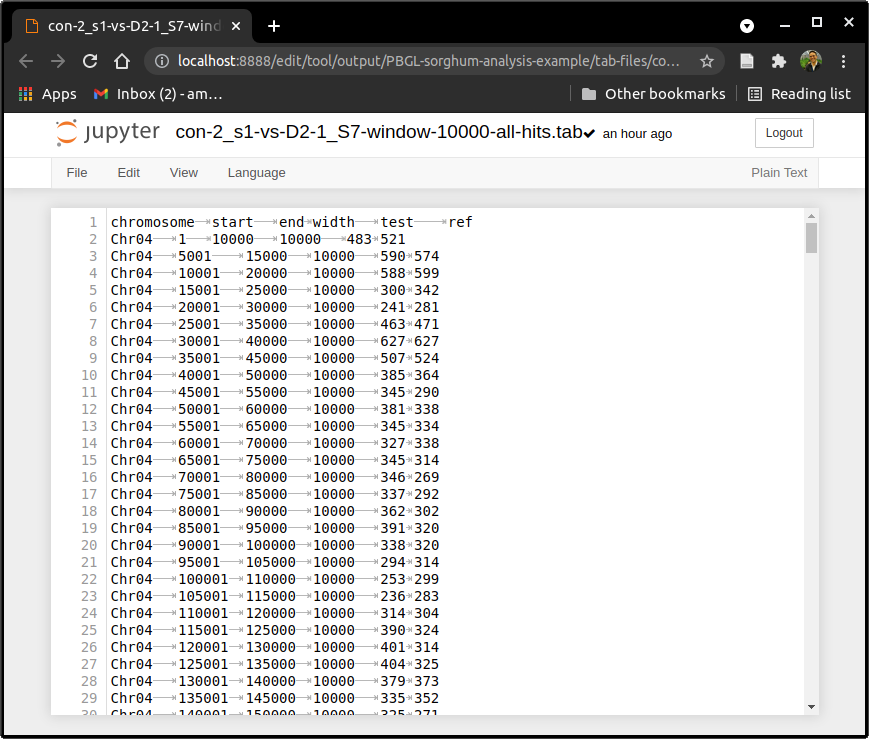 con-2_s1-vs-D2-1_S7-wind
localhost:8888/edit/tool/output/PBGL-sorghum-analysis-example/tab-files/co...
Apps Inbox (2) - am... Other bookmarks Reading list
jupyter con-2_s1-vs-D2-1_S7-window-10000-all-hits.tab an hour ago Logout
File Edit View Language Plain Text
1 chromosome start end width test ref
2 Chr04 1 10000 10000 483 521
3 Chr04 5001 15000 10000 590 574
4 Chr04 10001 20000 10000 588 599
5 Chr04 15001 25000 10000 300 342
6 Chr04 20001 30000 10000 241 281
7 Chr04 25001 35000 10000 463 471
8 Chr04 30001 40000 10000 627 627
9 Chr04 35001 45000 10000 507 524
10 Chr04 40001 50000 10000 385 364
11 Chr04 45001 55000 10000 345 290
12 Chr04 50001 60000 10000 381 338
13 Chr04 55001 65000 10000 345 334
14 Chr04 60001 70000 10000 327 338
15 Chr04 65001 75000 10000 345 314
16 Chr04 70001 80000 10000 346 269
17 Chr04 75001 85000 10000 337 292
18 Chr04 80001 90000 10000 362 302
19 Chr04 85001 95000 10000 391 320
20 Chr04 90001 100000 10000 338 320
21 Chr04 95001 105000 10000 294 314
22 Chr04 100001 110000 10000 253 299
23 Chr04 105001 115000 10000 236 283
24 Chr04 110001 120000 10000 314 304
25 Chr04 115001 125000 10000 390 324
26 Chr04 120001 130000 10000 401 314
27 Chr04 125001 135000 10000 404 325
28 Chr04 130001 140000 10000 379 373
29 Chr04 135001 145000 10000 335 352
30 Chr04 140001 150000 10000 325 271